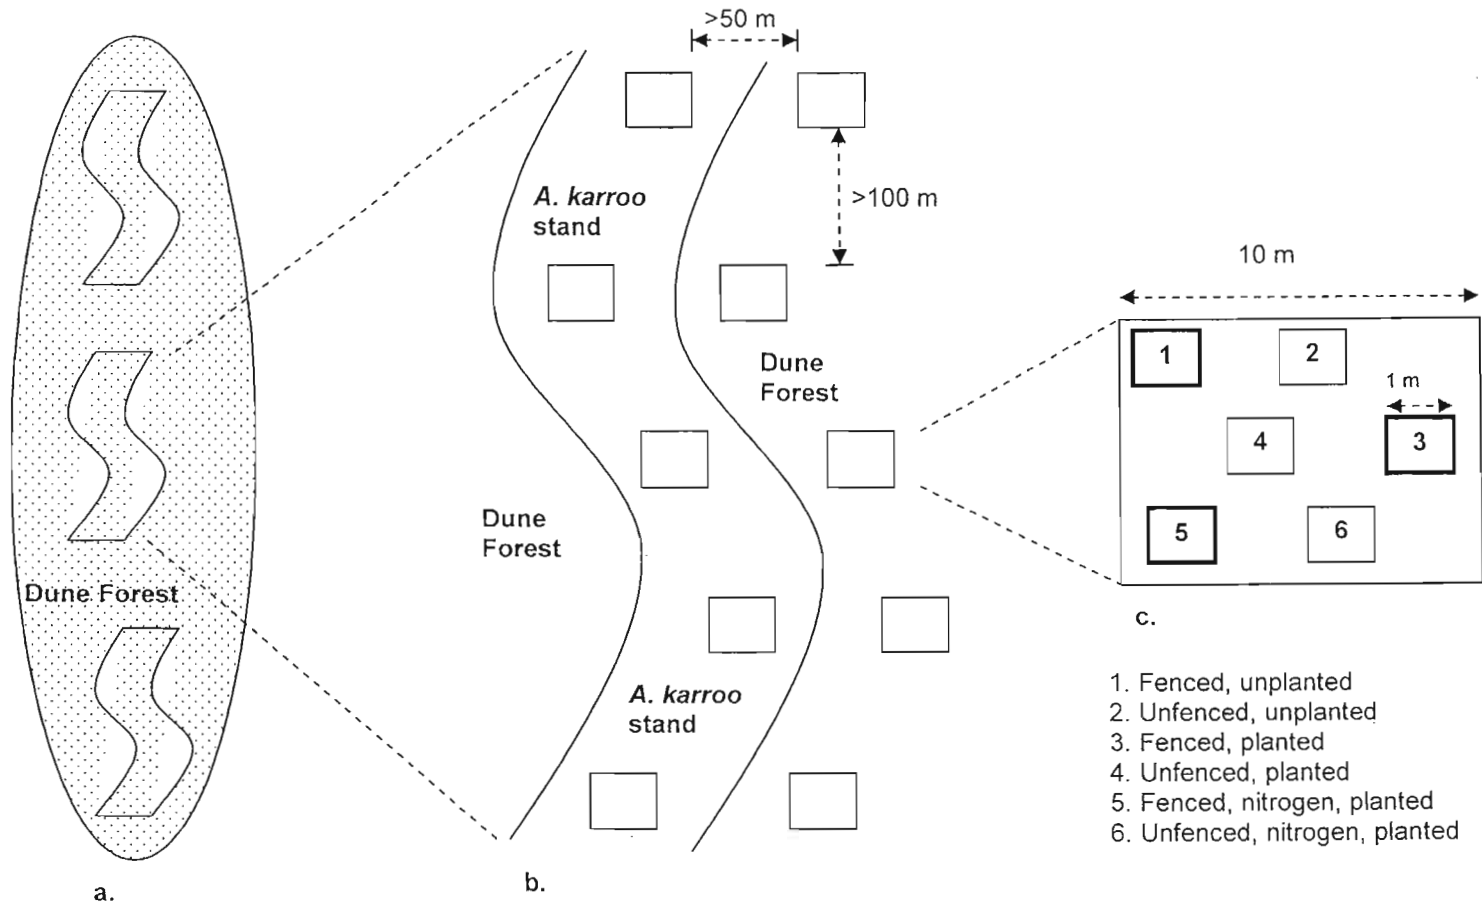 >50 m
A. karroo
stand
>100 m
Dune
Forest
Dune
Forest
A. karroo
stand
Dune Forest
a.
b.
10 m
1
2
1 m
4
3
5
6
c.
1. Fenced, unplanted
2. Unfenced, unplanted
3. Fenced, planted
4. Unfenced, planted
5. Fenced, nitrogen, planted
6. Unfenced, nitrogen, planted